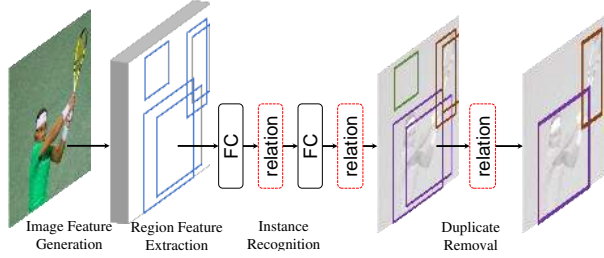 FC
relation
FC
relation
relation
Image Feature
Generation
Region Feature
Extraction
Instance
Recognition
Duplicate
Removal